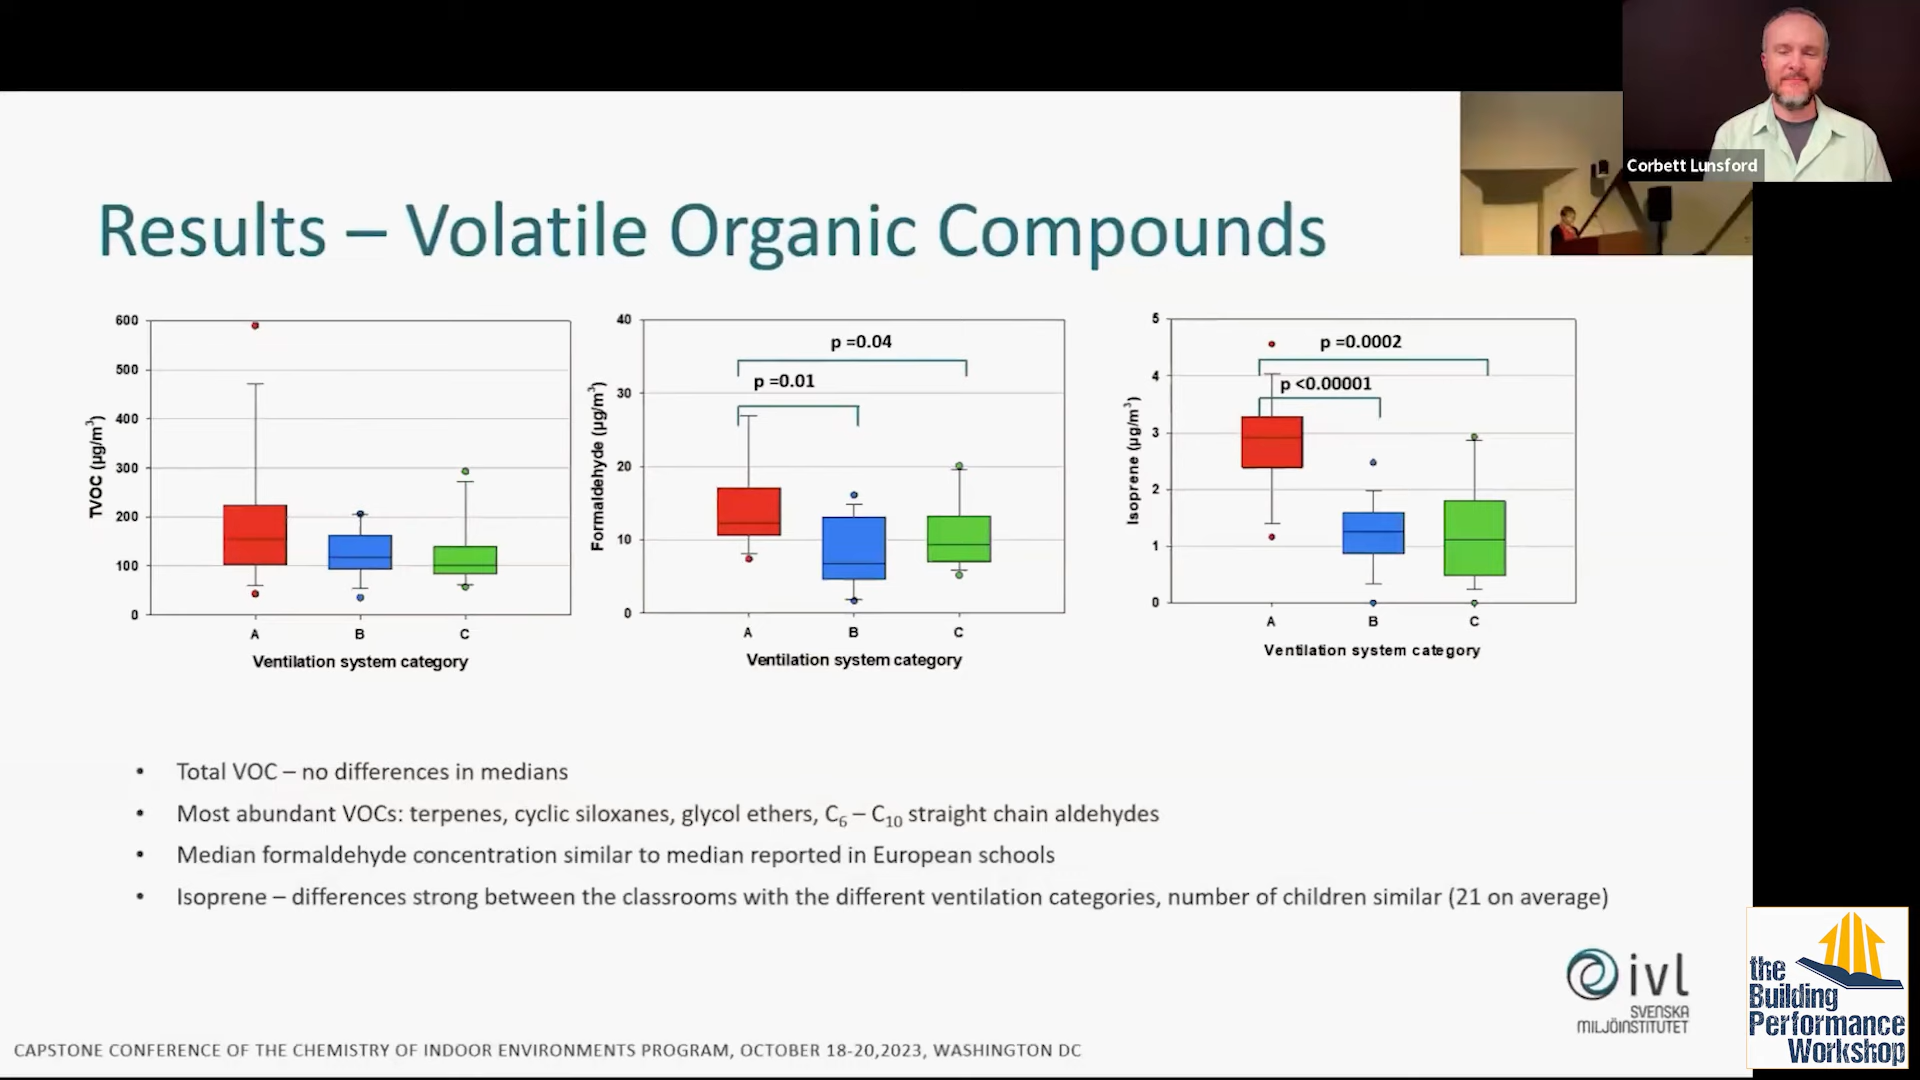 Corbett Lunsford
Results – Volatile Organic Compounds
600
500
400
300
200
100
0
TVOC (µg/m³)
A
B
C
Ventilation system category
40
30
20
10
0
Formaldehyde (µg/m³)
p =0.04
p =0.01
A
B
C
Ventilation system category
5
4
3
2
1
0
Isoprene (µg/m³)
p =0.0002
p <0.00001
A
B
C
Ventilation system category
• Total VOC – no differences in medians
• Most abundant VOCs: terpenes, cyclic siloxanes, glycol ethers, C₆ – C₁₀ straight chain aldehydes
• Median formaldehyde concentration similar to median reported in European schools
• Isoprene – differences strong between the classrooms with the different ventilation categories, number of children similar (21 on average)
ivl
SVENSKA
MILJÖINSTITUTET
the
Building
Performance
Workshop
CAPSTONE CONFERENCE OF THE CHEMISTRY OF INDOOR ENVIRONMENTS PROGRAM, OCTOBER 18-20,2023, WASHINGTON DC